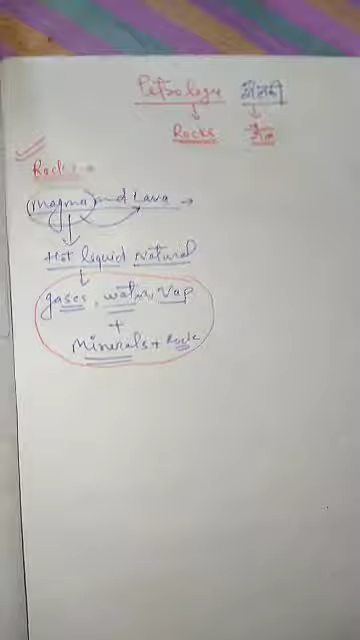 Petrology शैलिकी
Rocks शैल
Rocks
(Magma) and Lava →
Hot liquid Natural
gases, water, Vap
+
Minerals + Rock